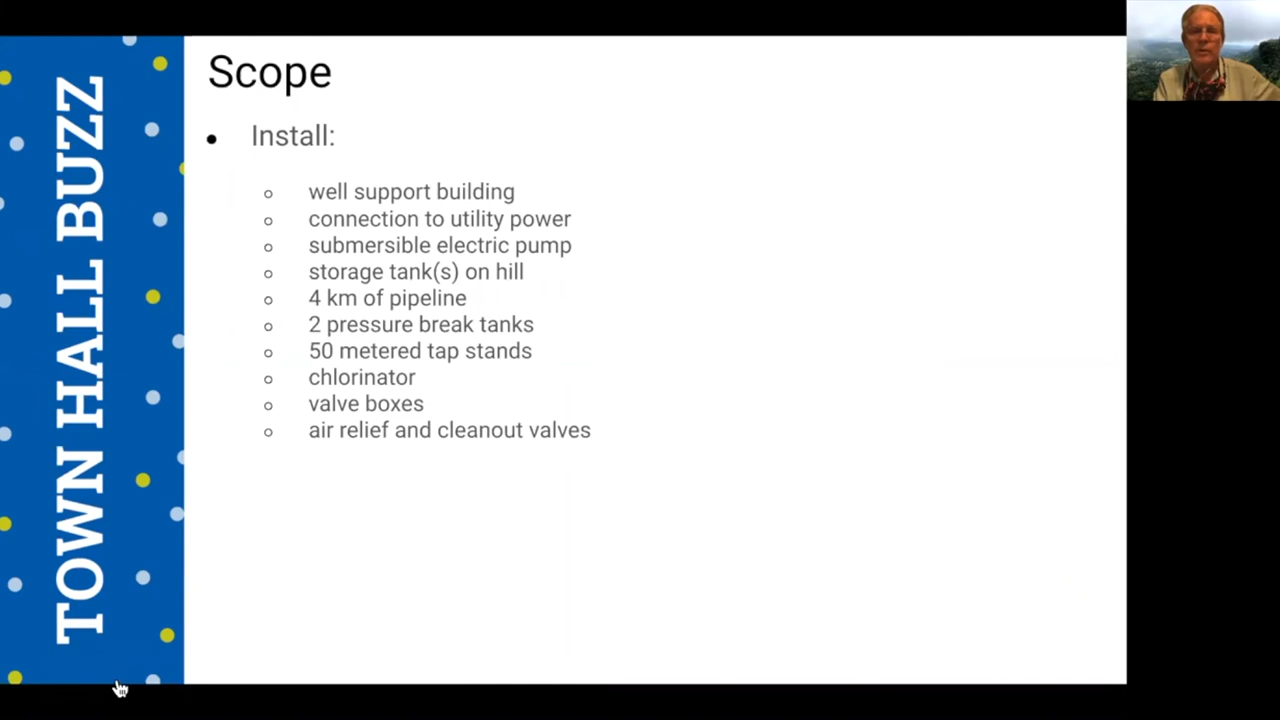 TOWN HALL BUZZ
Scope
Install:
well support building
connection to utility power
submersible electric pump
storage tank(s) on hill
4 km of pipeline
2 pressure break tanks
50 metered tap stands
chlorinator
valve boxes
air relief and cleanout valves